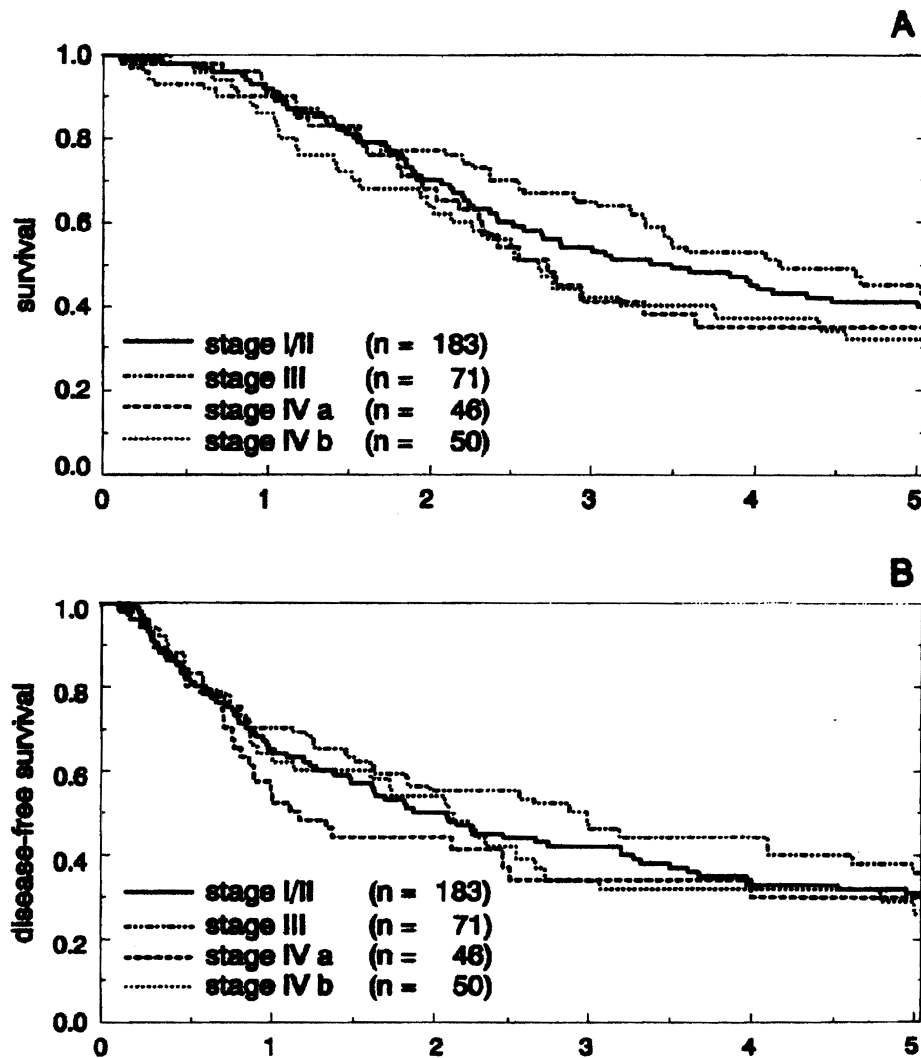 A
survival
1.0
0.8
0.6
0.4
0.2
0.0
stage I/II (n = 183)
stage III (n = 71)
stage IV a (n = 46)
stage IV b (n = 50)
0 1 2 3 4 5
B
disease-free survival
1.0
0.8
0.6
0.4
0.2
0.0
stage I/II (n = 183)
stage III (n = 71)
stage IV a (n = 46)
stage IV b (n = 50)
0 1 2 3 4 5